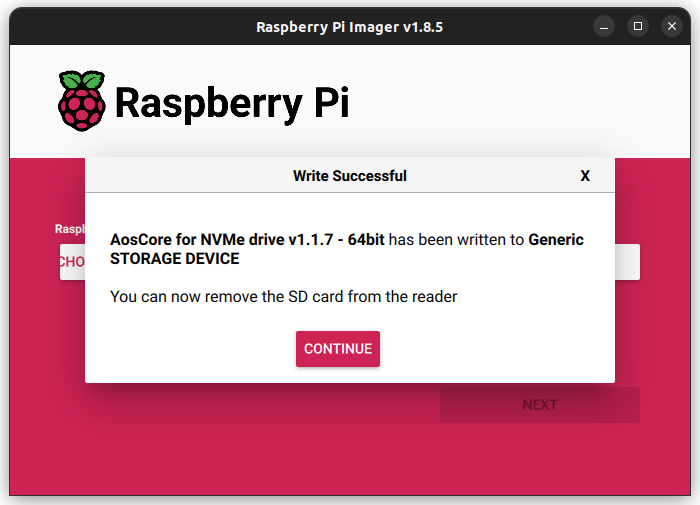 Raspberry Pi Imager v1.8.5
Raspberry Pi
Write Successful
X
AosCore for NVMe drive v1.1.7 - 64bit has been written to Generic
STORAGE DEVICE
You can now remove the SD card from the reader
CONTINUE
Raspb
CHO
NEXT